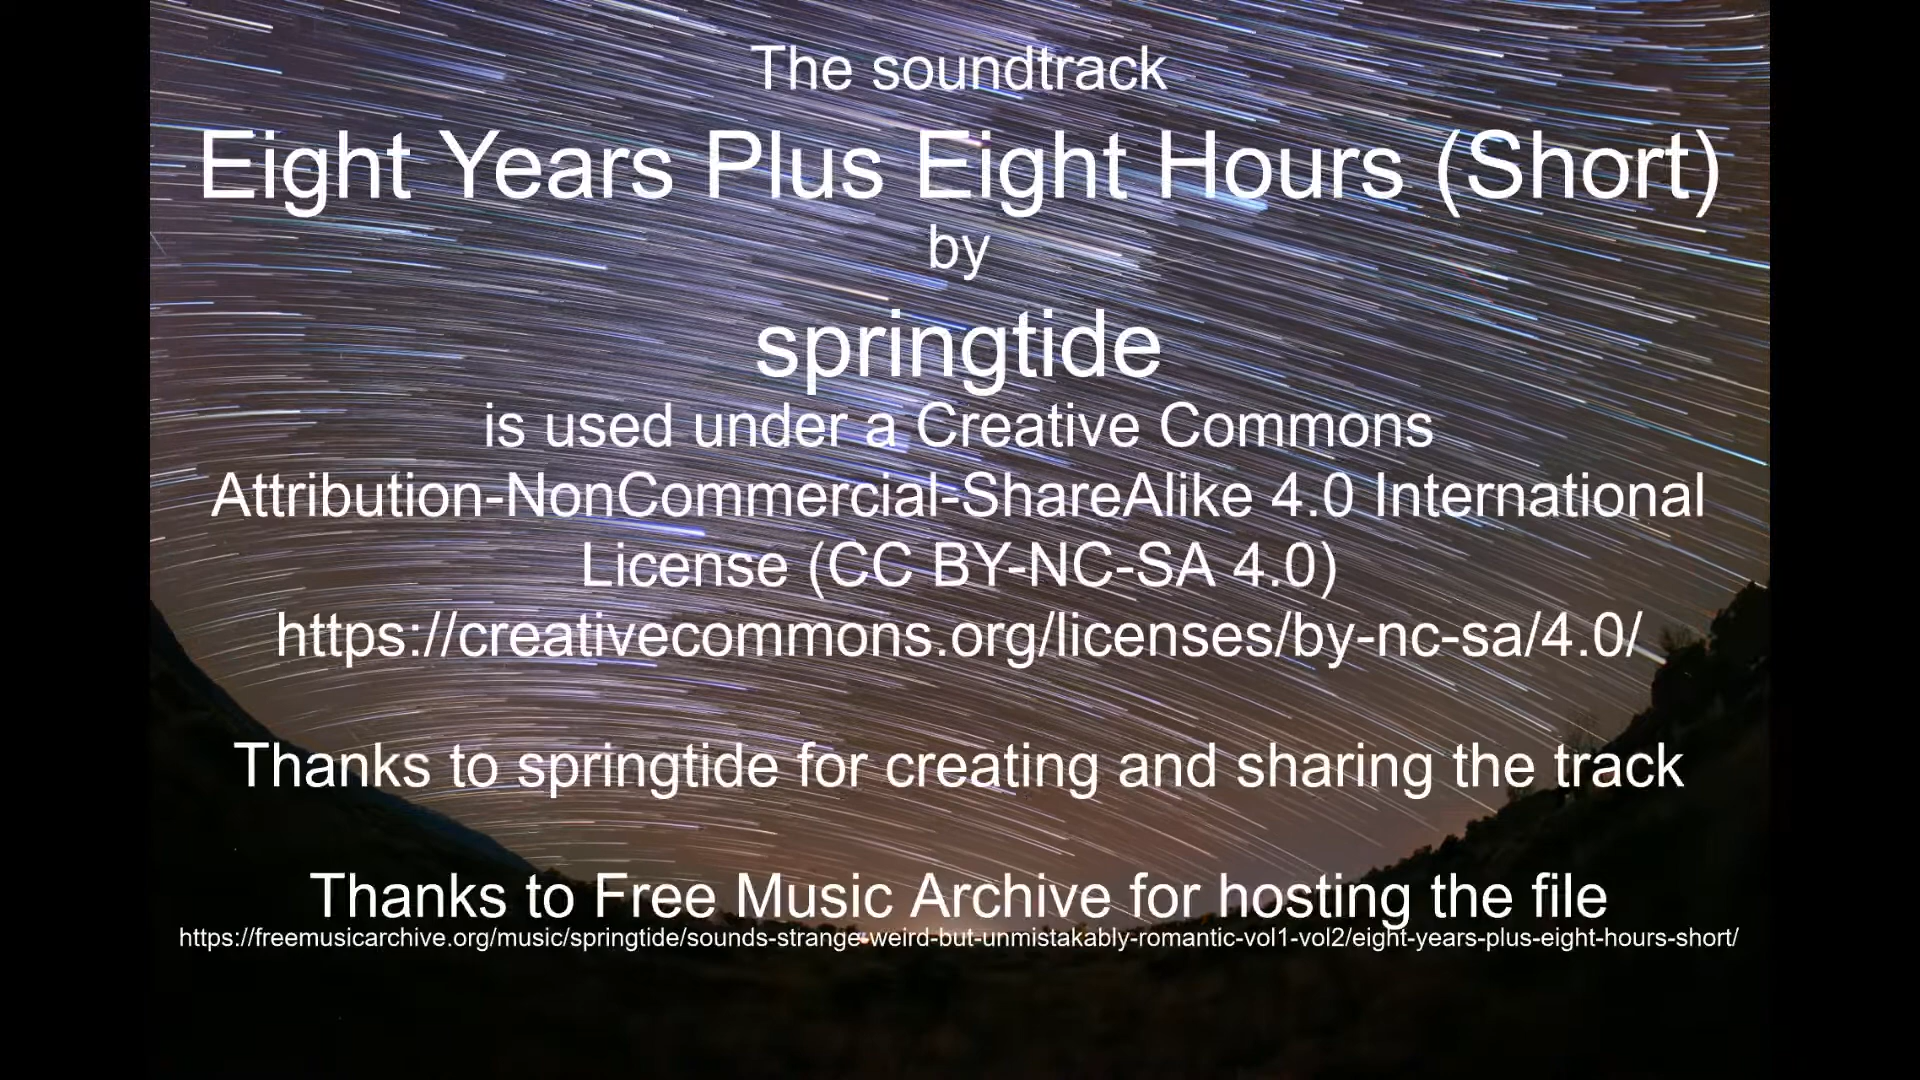 The soundtrack
Eight Years Plus Eight Hours (Short)
by
springtide
is used under a Creative Commons
Attribution-NonCommercial-ShareAlike 4.0 International
License (CC BY-NC-SA 4.0)
https://creativecommons.org/licenses/by-nc-sa/4.0/
Thanks to springtide for creating and sharing the track
Thanks to Free Music Archive for hosting the file
https://freemusicarchive.org/music/springtide/sounds-strange-weird-but-unmistakably-romantic-vol1-vol2/eight-years-plus-eight-hours-short/